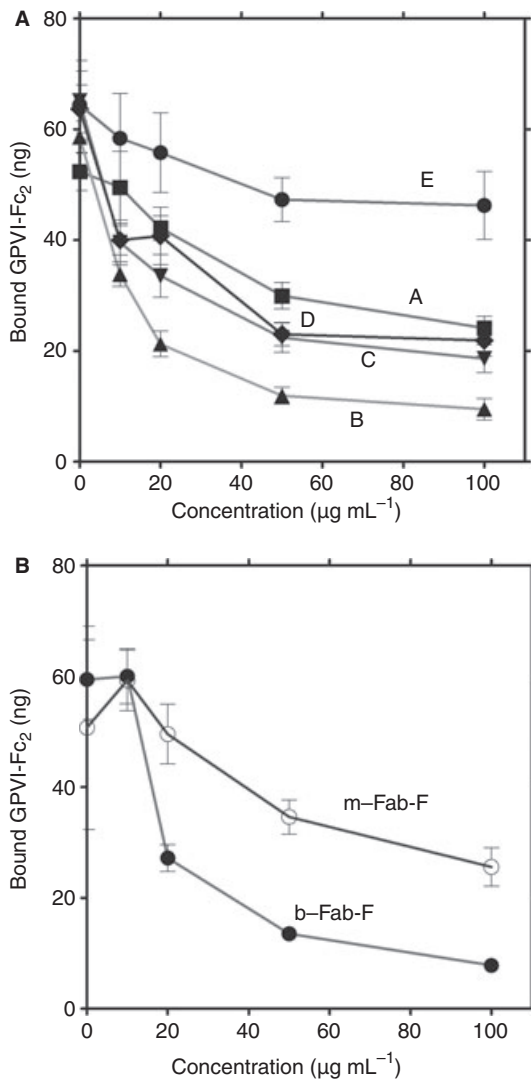 A
80
60
40
20
0
Bound GPVI-Fc₂ (ng)
E
A
D
C
B
0 20 40 60 80 100
Concentration (µg mL⁻¹)
B
80
60
40
20
0
Bound GPVI-Fc₂ (ng)
m–Fab-F
b–Fab-F
0 20 40 60 80 100
Concentration (µg mL⁻¹)